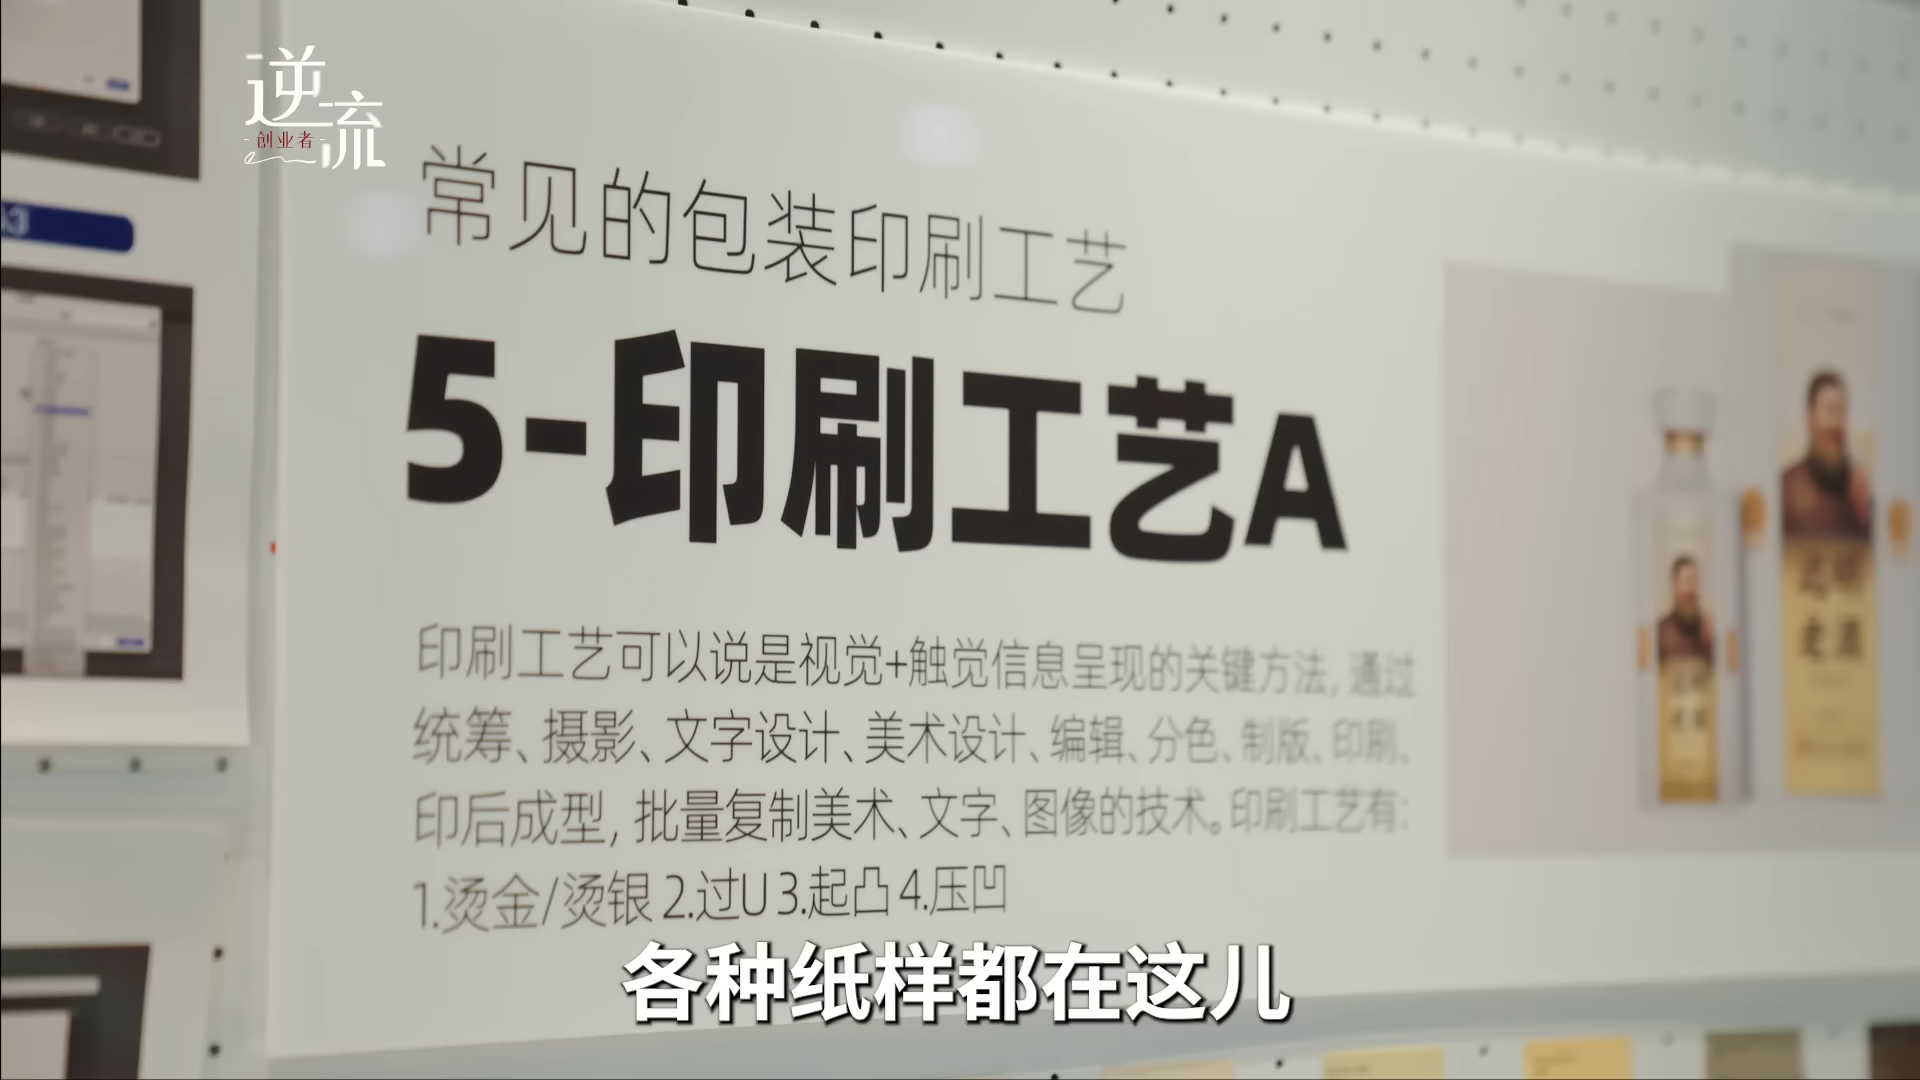 逆流
创业者
A3
常见的包装印刷工艺
5-印刷工艺A
印刷工艺可以说是视觉+触觉信息呈现的关键方法，通过
统筹、摄影、文字设计、美术设计、编辑、分色、制版、印刷、
印后成型，批量复制美术、文字、图像的技术。印刷工艺有：
1.烫金/烫银 2.过U 3.起凸 4.压凹
各种纸样都在这儿